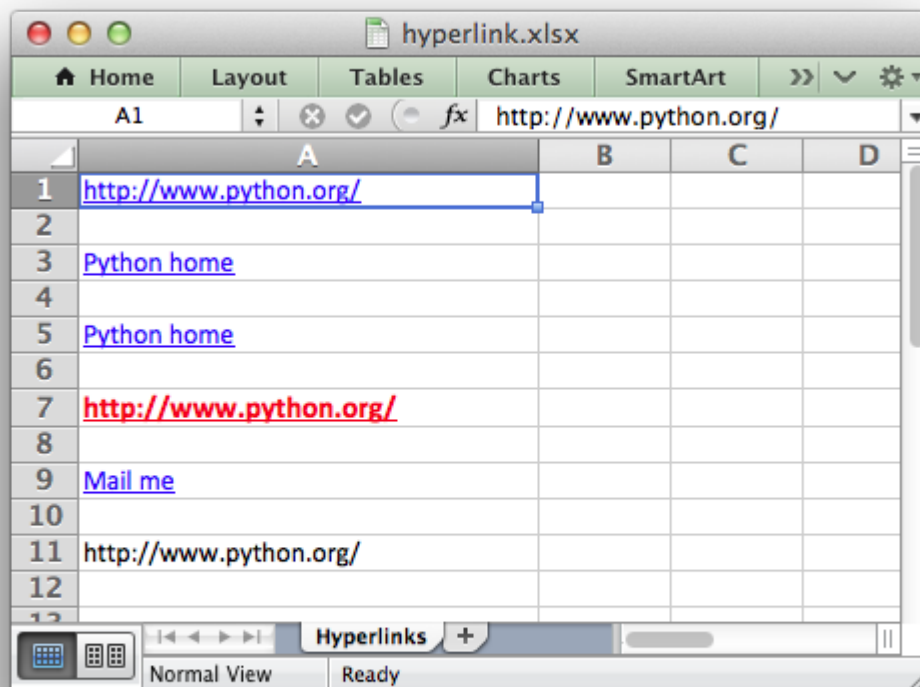 hyperlink.xlsx
Home Layout Tables Charts SmartArt
A1 fx http://www.python.org/
A B C D
1 http://www.python.org/
2
3 Python home
4
5 Python home
6
7 http://www.python.org/
8
9 Mail me
10
11 http://www.python.org/
12
13
Hyperlinks +
Normal View Ready